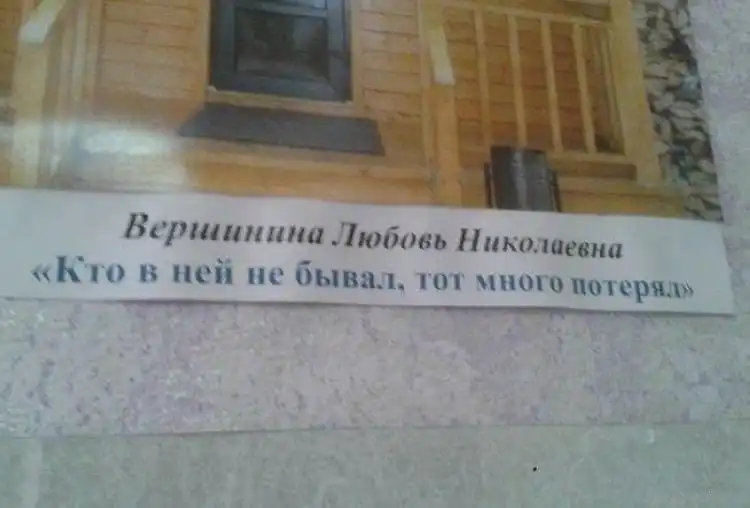 Вершинина Любовь Николаевна
«Кто в ней не бывал, тот много потерял»